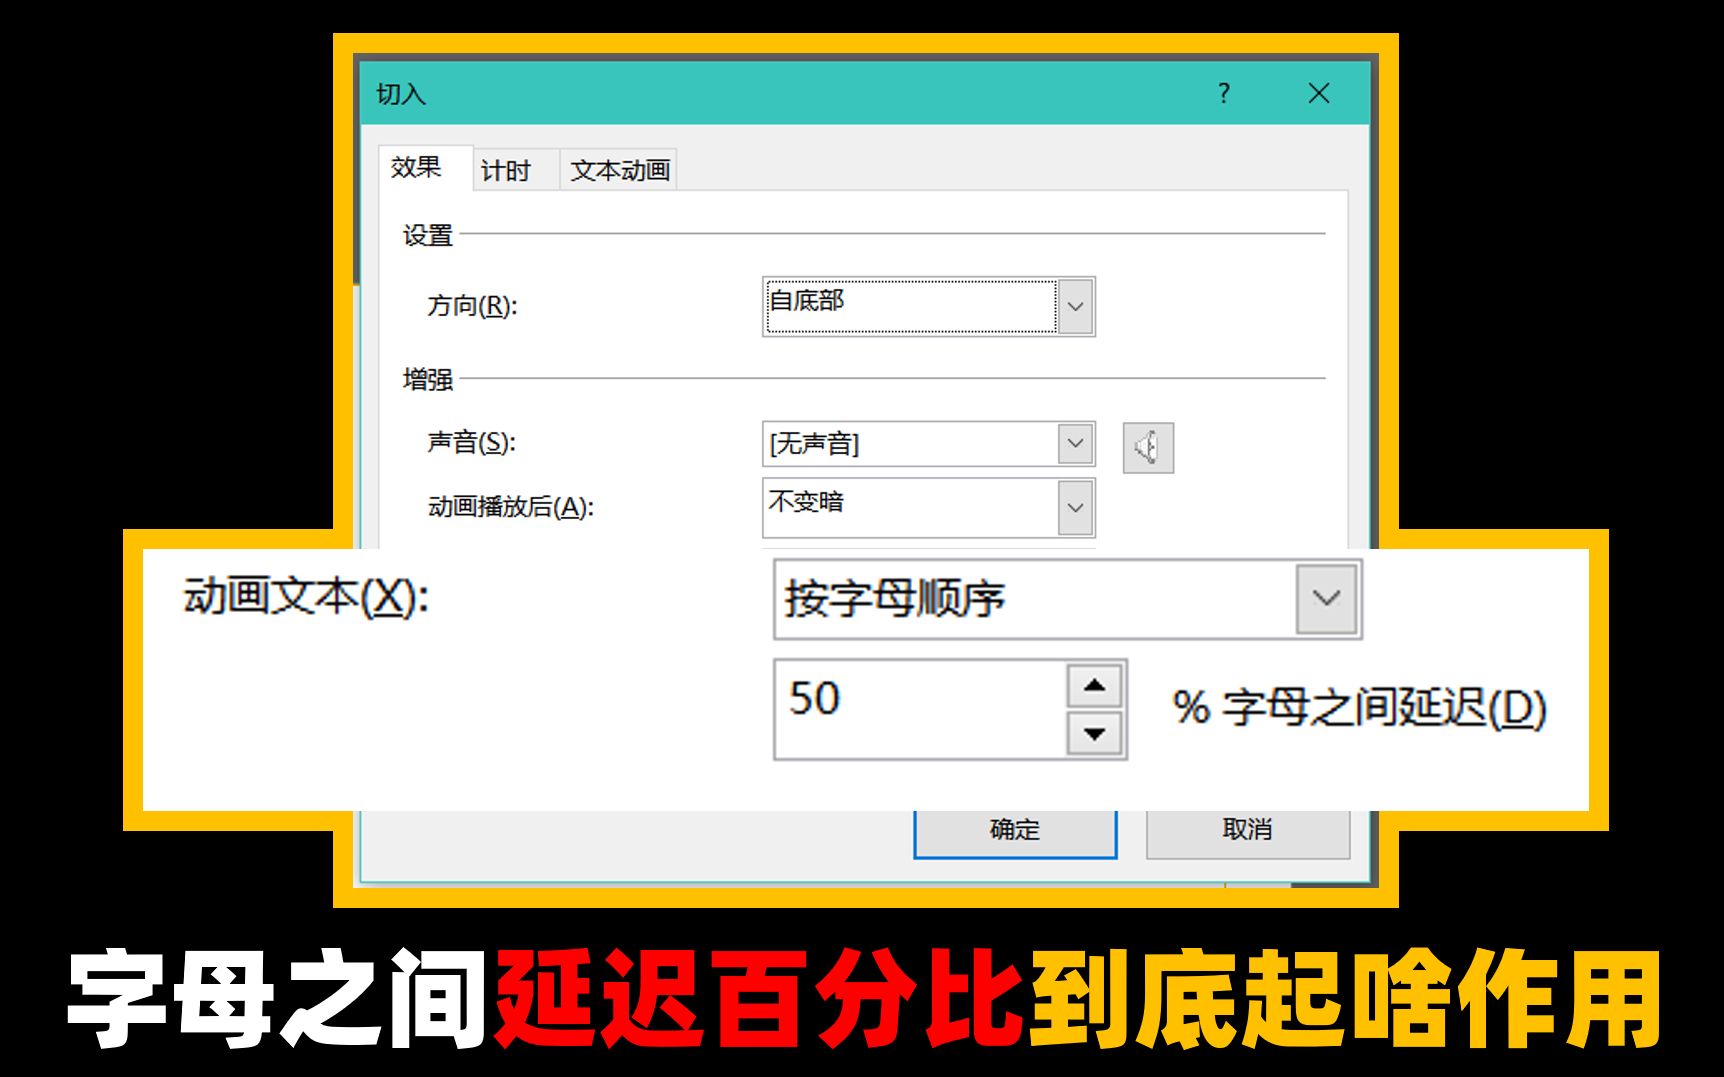 切入 ?
效果 计时 文本动画
设置
方向(R): 自底部
增强
声音(S): [无声音]
动画播放后(A): 不变暗
动画文本(X): 按字母顺序
50 % 字母之间延迟(D)
确定 取消
字母之间延迟百分比到底起啥作用